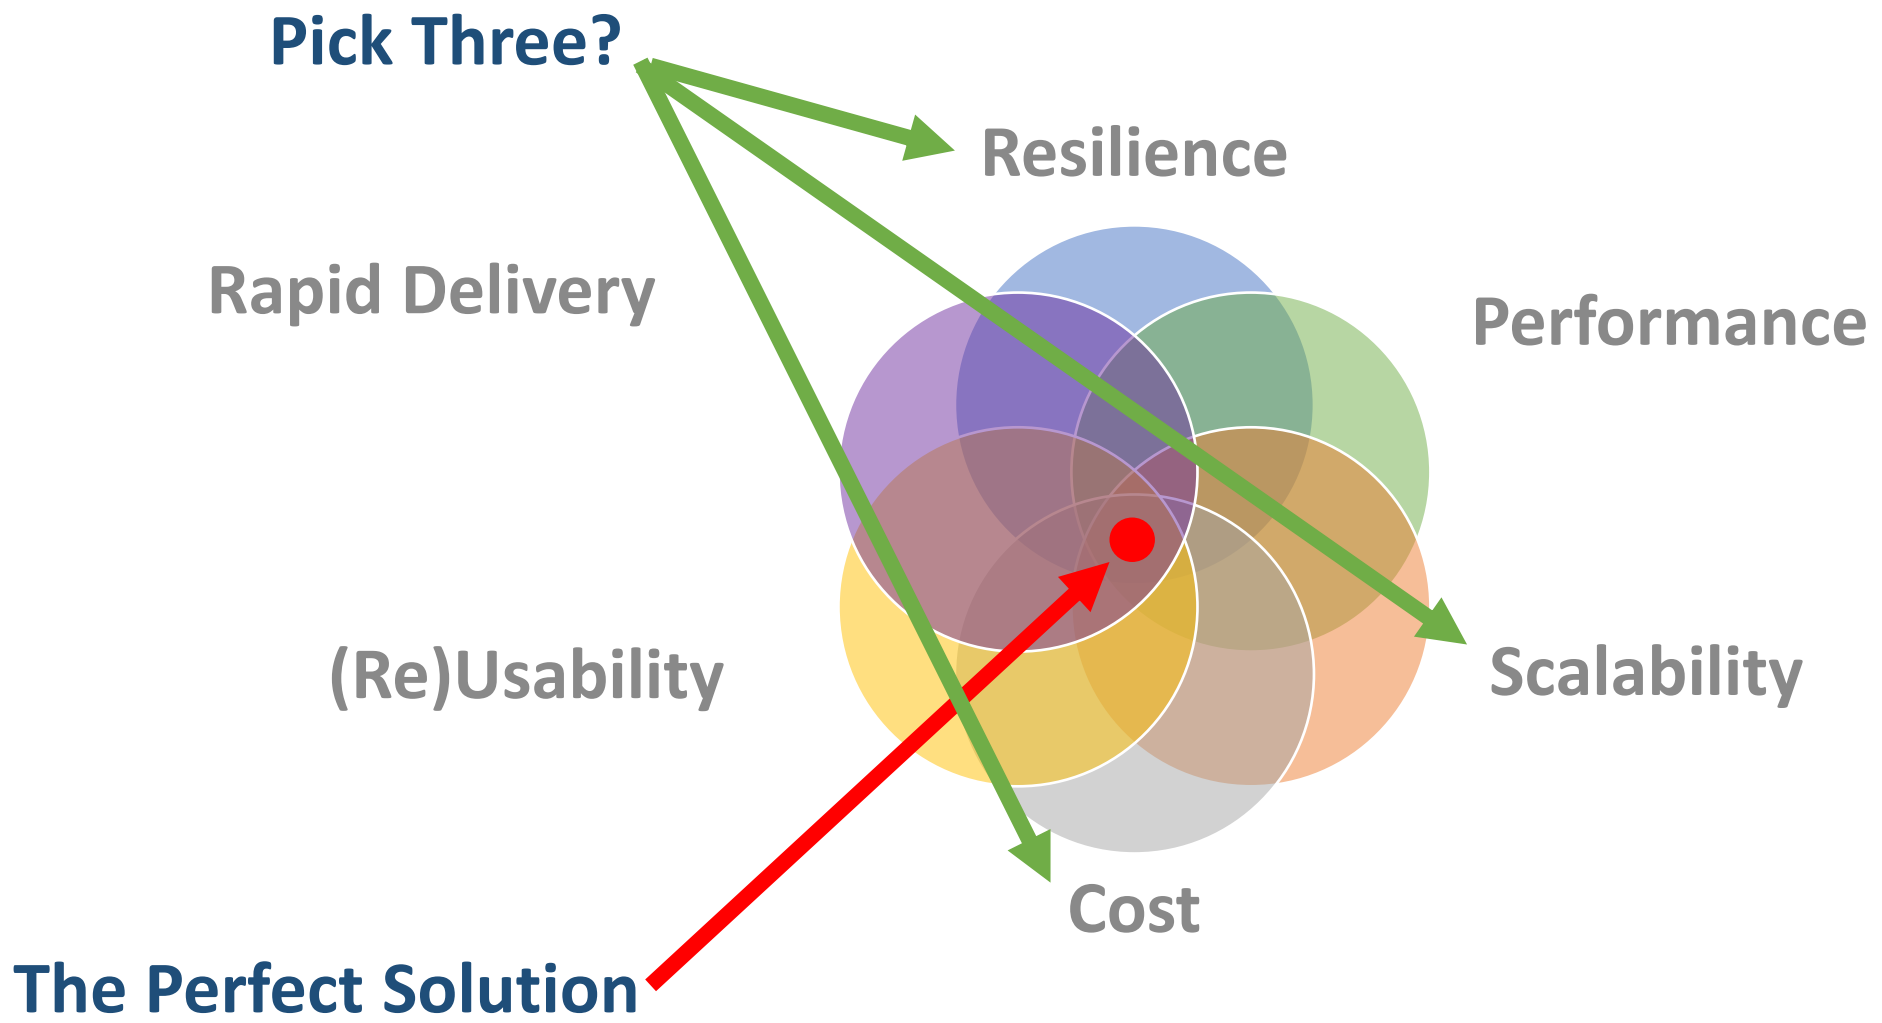 Pick Three?
Resilience
Rapid Delivery
Performance
(Re)Usability
Scalability
Cost
The Perfect Solution